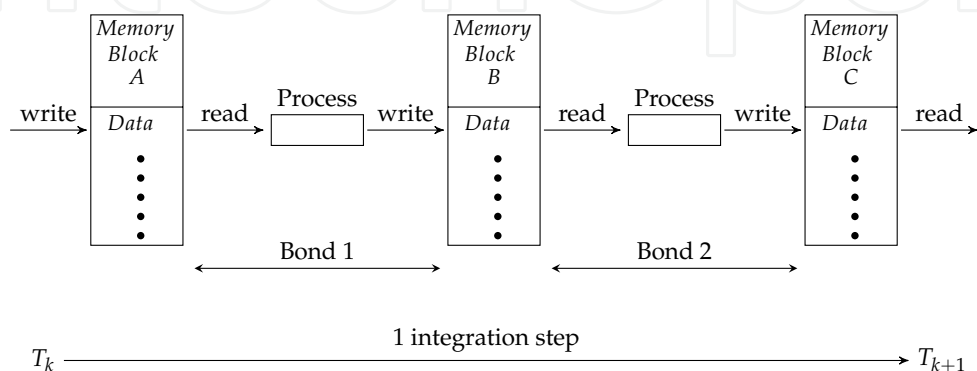 Memory
Block
A
Memory
Block
B
Memory
Block
C
write
Data
read
Process
write
Data
read
Process
write
Data
read
Bond 1
Bond 2
1 integration step
T_k
T_{k+1}